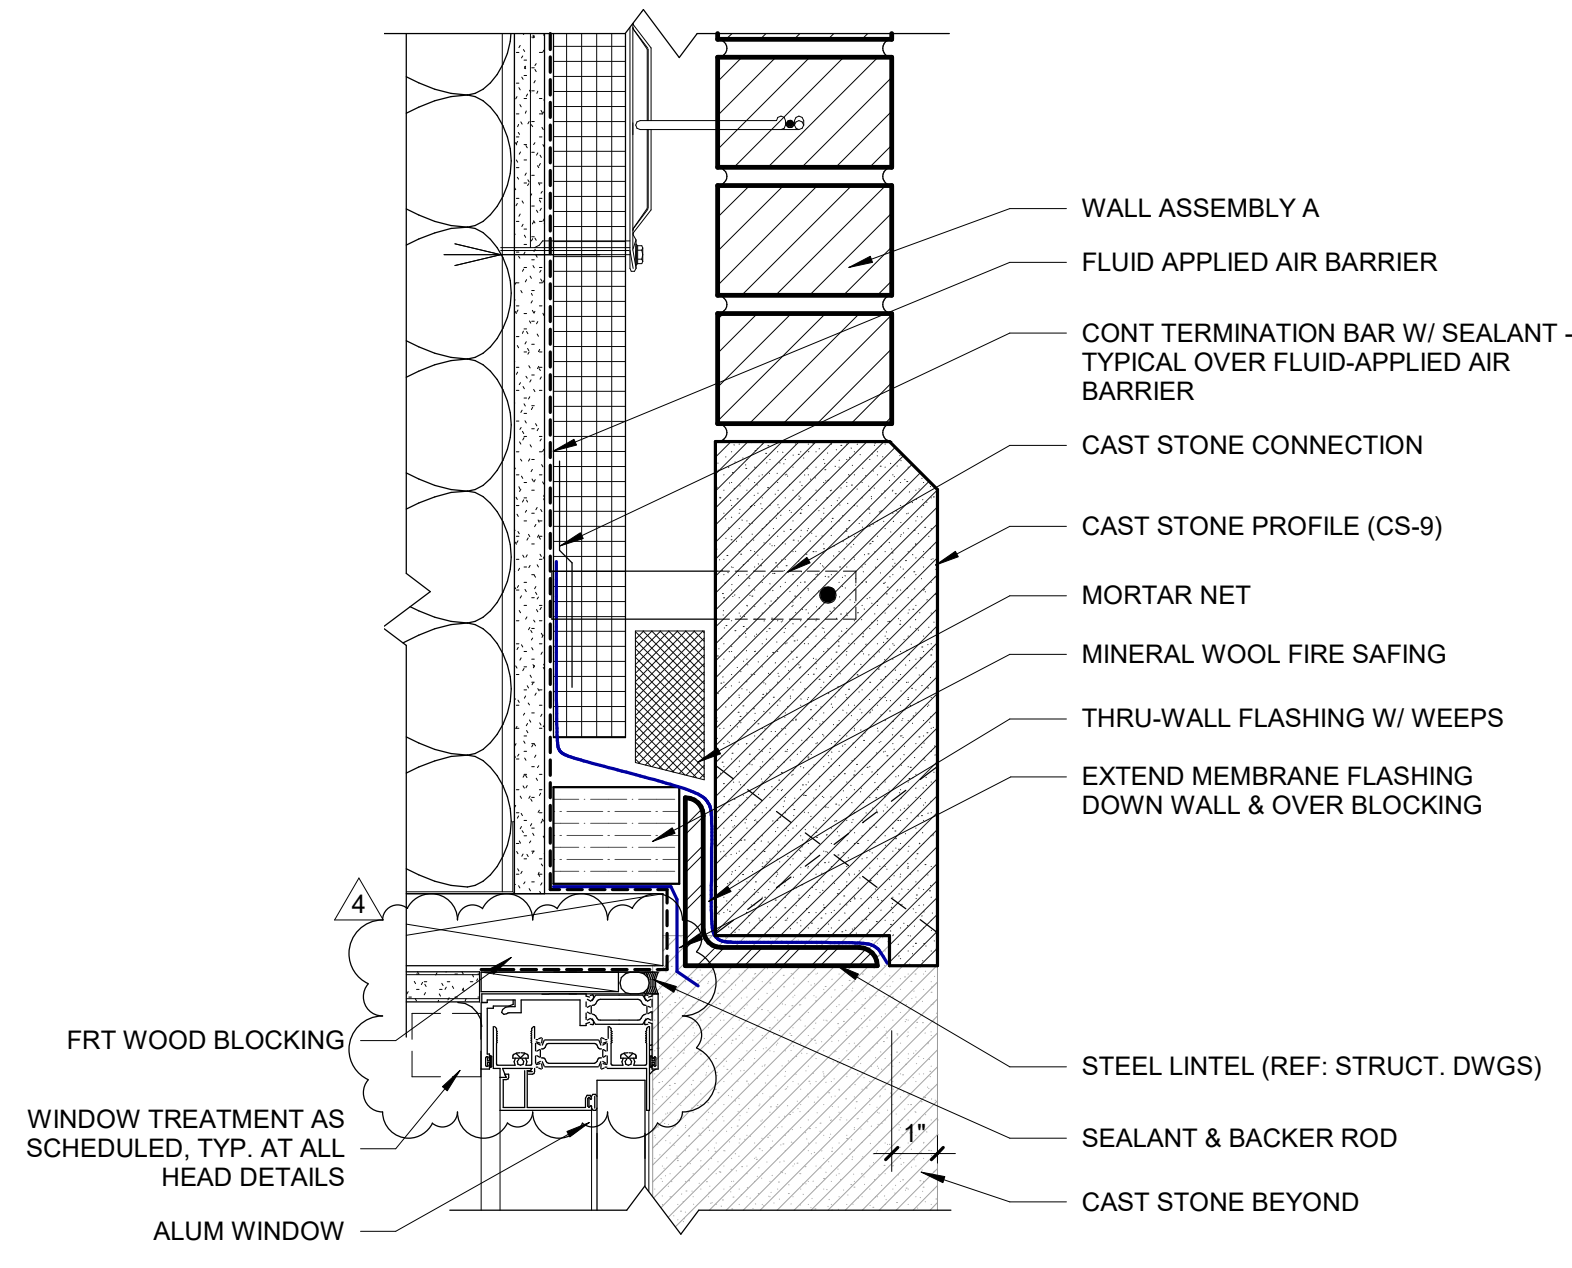 WALL ASSEMBLY A
FLUID APPLIED AIR BARRIER
CONT TERMINATION BAR W/ SEALANT -
TYPICAL OVER FLUID-APPLIED AIR
BARRIER
CAST STONE CONNECTION
CAST STONE PROFILE (CS-9)
MORTAR NET
MINERAL WOOL FIRE SAFING
THRU-WALL FLASHING W/ WEEPS
EXTEND MEMBRANE FLASHING
DOWN WALL & OVER BLOCKING
4
FRT WOOD BLOCKING
WINDOW TREATMENT AS
SCHEDULED, TYP. AT ALL
HEAD DETAILS
ALUM WINDOW
STEEL LINTEL (REF: STRUCT. DWGS)
SEALANT & BACKER ROD
1"
CAST STONE BEYOND